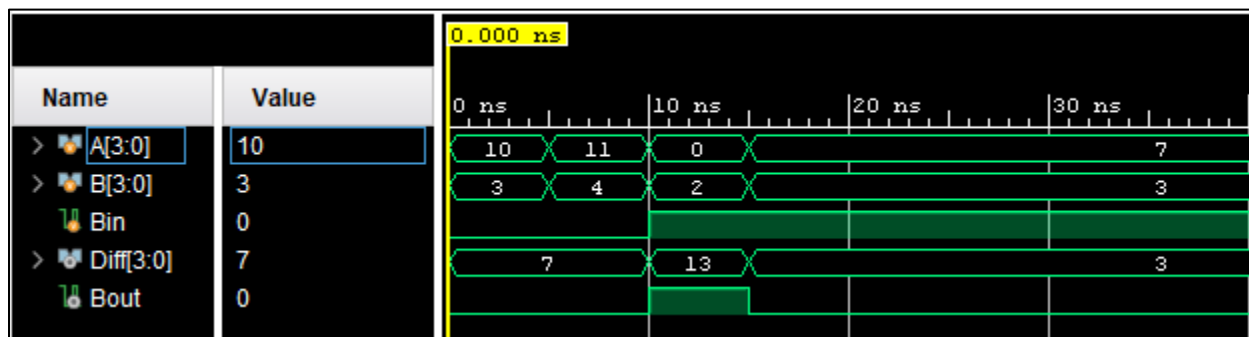 0.000 ns
Name Value
0 ns 10 ns 20 ns 30 ns
A[3:0] 10 10 11 0 7
B[3:0] 3 3 4 2 3
Bin 0
Diff[3:0] 7 7 13 3
Bout 0